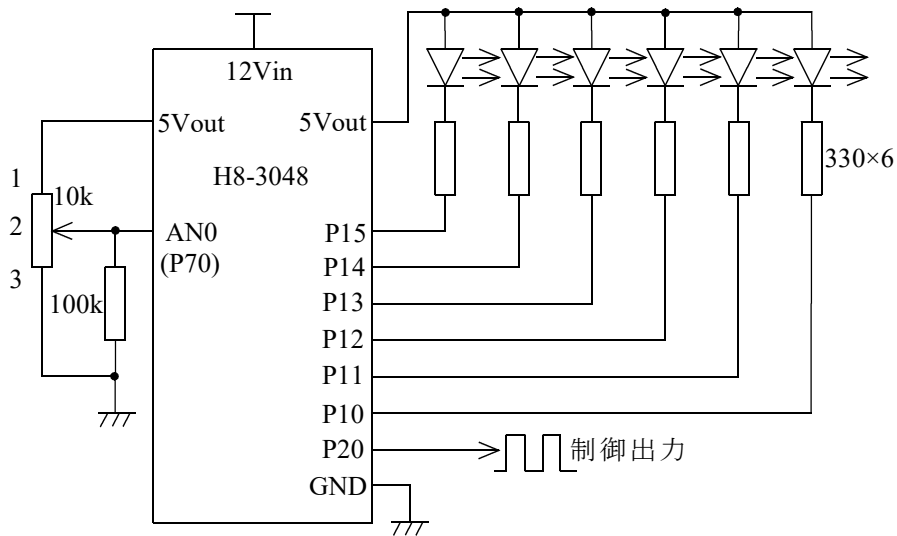 12Vin
5Vout
5Vout
H8-3048
330×6
1
10k
2
AN0
(P70)
3
100k
P15
P14
P13
P12
P11
P10
P20
制御出力
GND